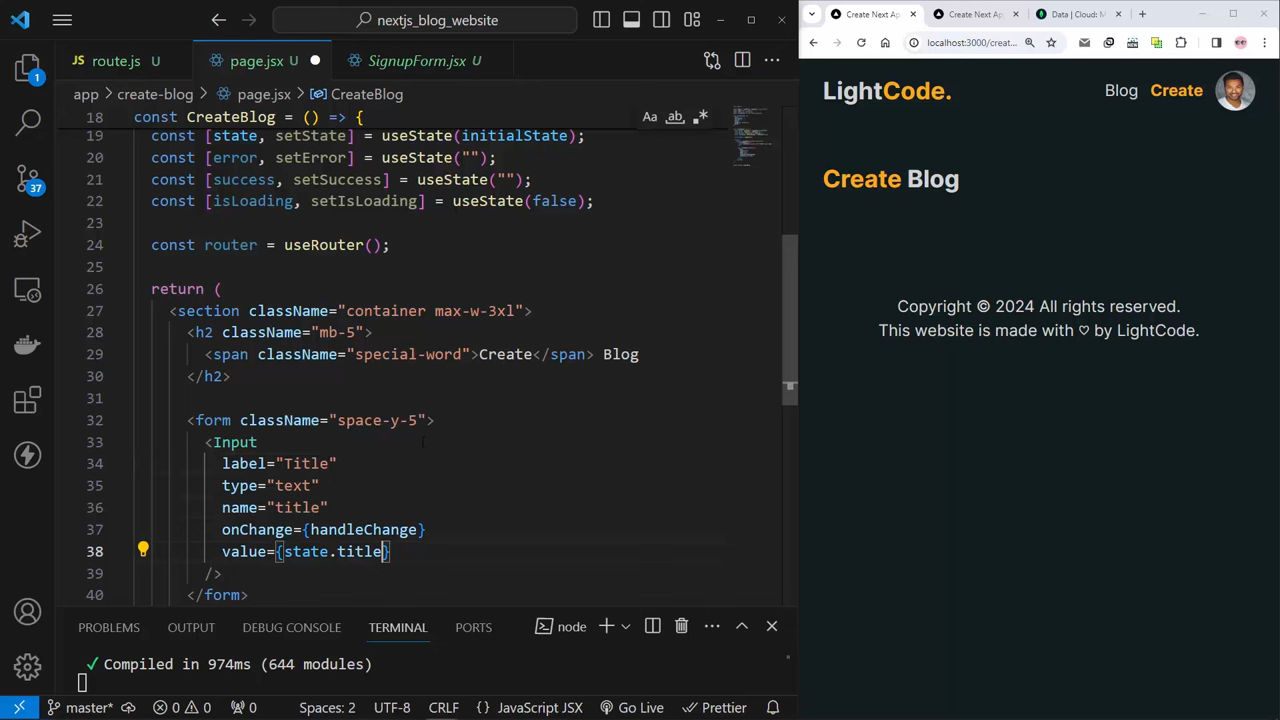 nextjs_blog_website
route.js U
page.jsx U
SignupForm.jsx U
app > create-blog > page.jsx > CreateBlog
Aa ab .*
18 const CreateBlog = () => {
19 const [state, setState] = useState(initialState);
20 const [error, setError] = useState("");
21 const [success, setSuccess] = useState("");
22 const [isLoading, setIsLoading] = useState(false);
23
24 const router = useRouter();
25
26 return (
27 <section className="container max-w-3xl">
28 <h2 className="mb-5">
29 <span className="special-word">Create</span> Blog
30 </h2>
31
32 <form className="space-y-5">
33 <Input
34 label="Title"
35 type="text"
36 name="title"
37 onChange={handleChange}
38 value={state.title}
39 />
40 </form>
1
37
PROBLEMS OUTPUT DEBUG CONSOLE TERMINAL PORTS
node
✓ Compiled in 974ms (644 modules)
master* 0 0 0 Spaces: 2 UTF-8 CRLF {} JavaScript JSX Go Live Prettier
Create Next Ap
Create Next Ap
Data | Cloud: M
localhost:3000/creat...
LightCode.
Blog Create
Create Blog
Copyright © 2024 All rights reserved.
This website is made with ♡ by LightCode.